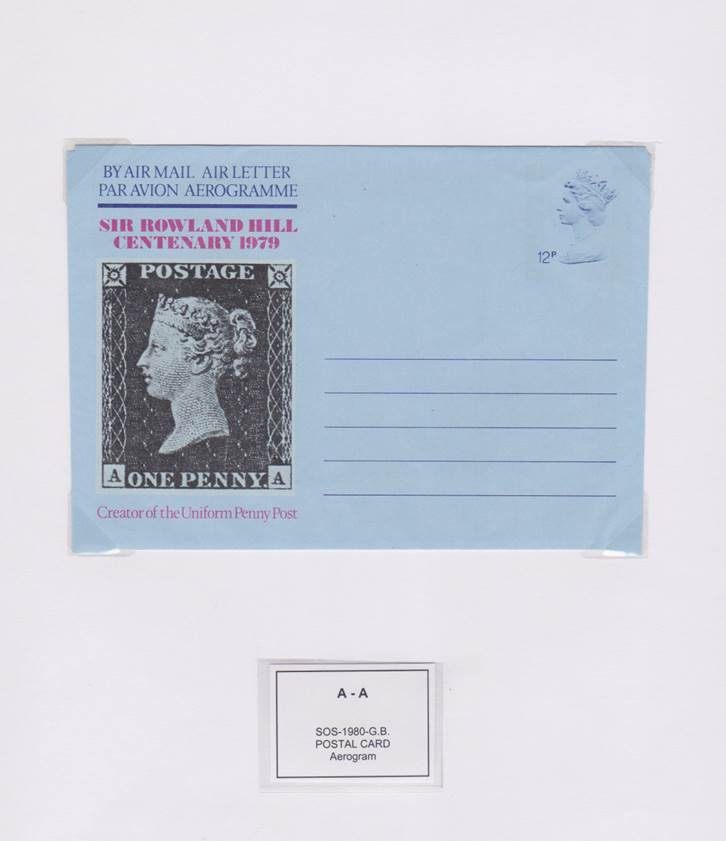 BY AIR MAIL AIR LETTER
PAR AVION AEROGRAMME
SIR ROWLAND HILL
CENTENARY 1979
POSTAGE
A ONE PENNY. A
Creator of the Uniform Penny Post
12P
A - A
SOS-1980-G.B.
POSTAL CARD
Aerogram